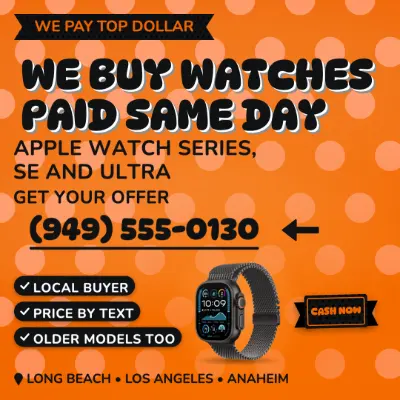 WE PAY TOP DOLLAR
WE BUY WATCHES
PAID SAME DAY
APPLE WATCH SERIES,
SE AND ULTRA
GET YOUR OFFER
(949) 555-0130
LOCAL BUYER
PRICE BY TEXT
OLDER MODELS TOO
CASH NOW
LONG BEACH • LOS ANGELES • ANAHEIM